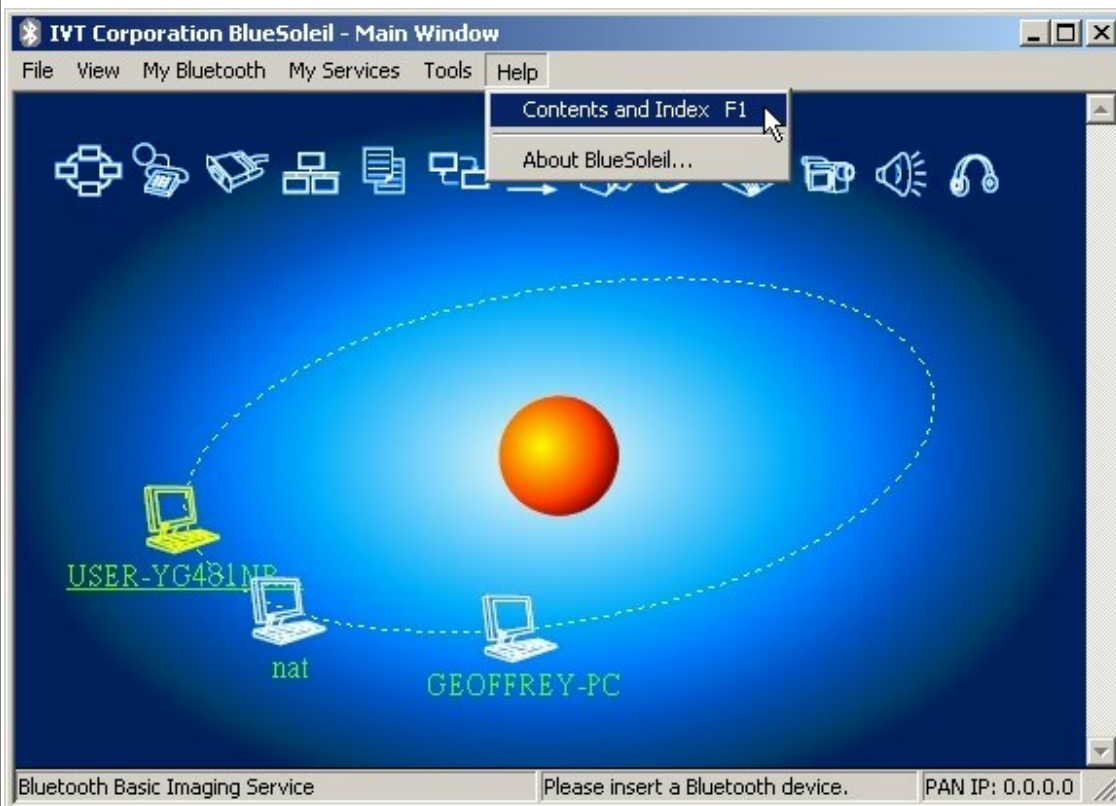 IVT Corporation BlueSoleil - Main Window
File View My Bluetooth My Services Tools Help
Contents and Index F1
About BlueSoleil...
USER-YG481NP
nat
GEOFFREY-PC
Bluetooth Basic Imaging Service Please insert a Bluetooth device. PAN IP: 0.0.0.0